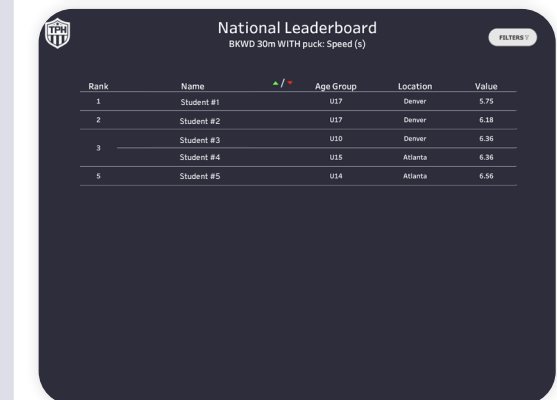 TPH
National Leaderboard
BKWD 30m WITH puck: Speed (s)
FILTERS
Rank Name / Age Group Location Value
1 Student #1 U17 Denver 5.75
2 Student #2 U17 Denver 6.18
3 Student #3 U10 Denver 6.36
Student #4 U15 Atlanta 6.36
5 Student #5 U14 Atlanta 6.56